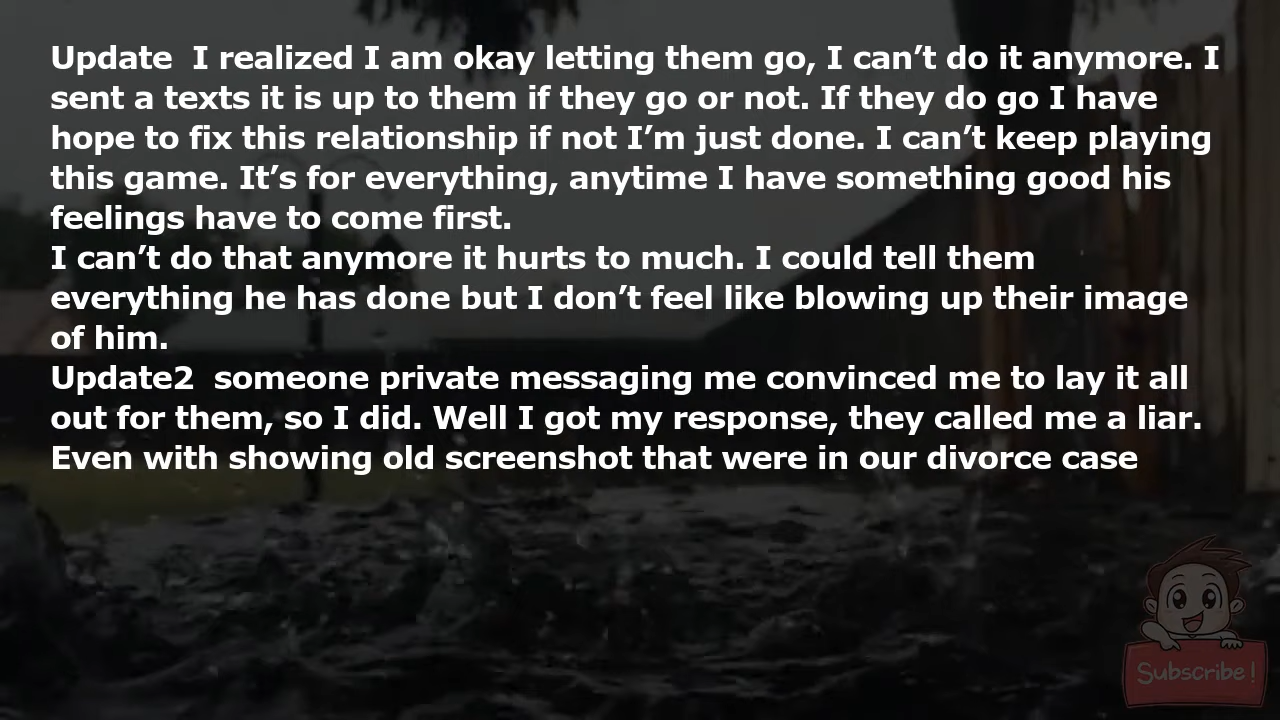 Update  I realized I am okay letting them go, I can’t do it anymore. I
sent a texts it is up to them if they go or not. If they do go I have
hope to fix this relationship if not I’m just done. I can’t keep playing
this game. It’s for everything, anytime I have something good his
feelings have to come first.
I can’t do that anymore it hurts to much. I could tell them
everything he has done but I don’t feel like blowing up their image
of him.
Update2  someone private messaging me convinced me to lay it all
out for them, so I did. Well I got my response, they called me a liar.
Even with showing old screenshot that were in our divorce case
Subscribe!